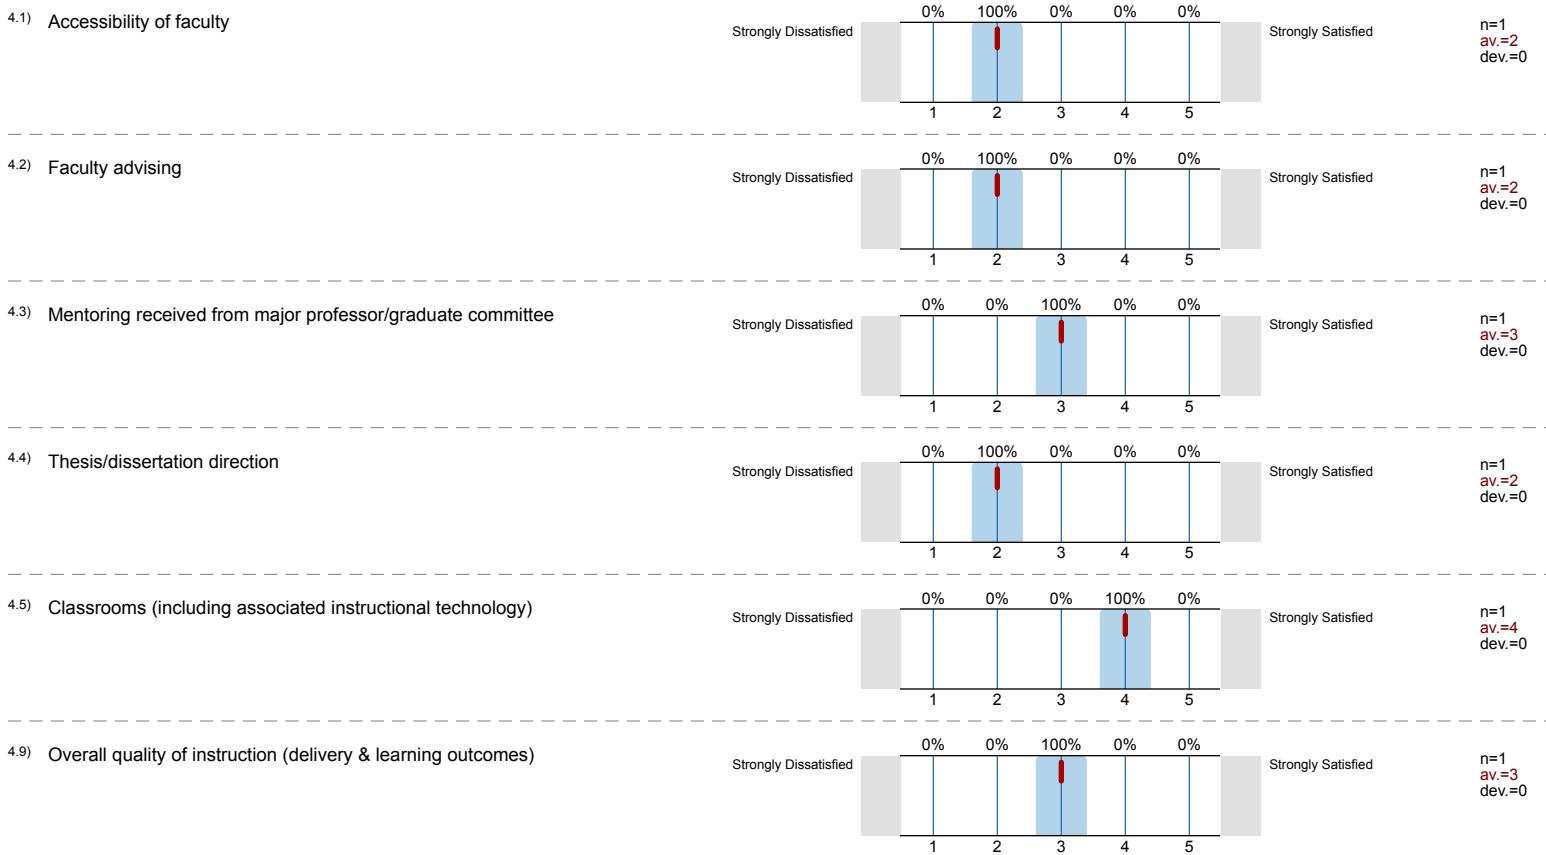 4.1) Accessibility of faculty
0% 100% 0% 0% 0%
Strongly Dissatisfied Strongly Satisfied
n=1
av.=2
dev.=0
1 2 3 4 5
4.2) Faculty advising
0% 100% 0% 0% 0%
Strongly Dissatisfied Strongly Satisfied
n=1
av.=2
dev.=0
1 2 3 4 5
4.3) Mentoring received from major professor/graduate committee
0% 0% 100% 0% 0%
Strongly Dissatisfied Strongly Satisfied
n=1
av.=3
dev.=0
1 2 3 4 5
4.4) Thesis/dissertation direction
0% 100% 0% 0% 0%
Strongly Dissatisfied Strongly Satisfied
n=1
av.=2
dev.=0
1 2 3 4 5
4.5) Classrooms (including associated instructional technology)
0% 0% 0% 100% 0%
Strongly Dissatisfied Strongly Satisfied
n=1
av.=4
dev.=0
1 2 3 4 5
4.9) Overall quality of instruction (delivery & learning outcomes)
0% 0% 100% 0% 0%
Strongly Dissatisfied Strongly Satisfied
n=1
av.=3
dev.=0
1 2 3 4 5